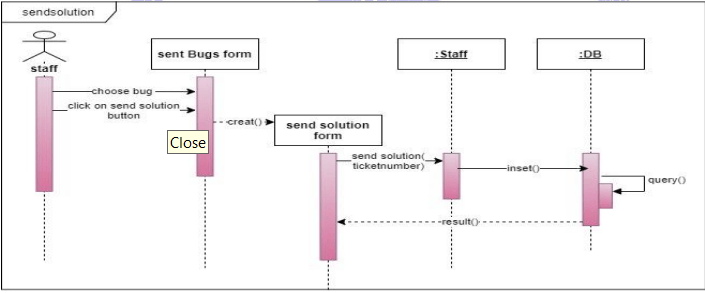 sendsolution
staff
sent Bugs form
:Staff
:DB
choose bug
click on send solution
button
creat()
send solution
form
Close
send solution(
ticketnumber)
inset()
query()
result()